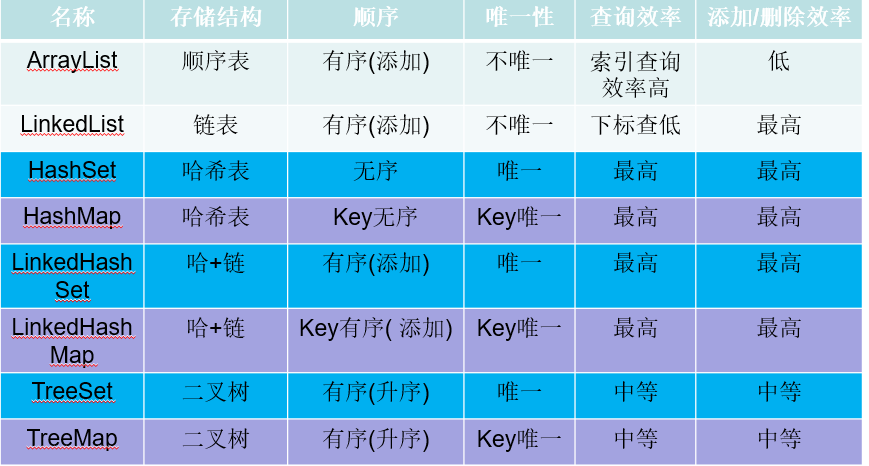 名称 存储结构 顺序 唯一性 查询效率 添加/删除效率
ArrayList 顺序表 有序(添加) 不唯一 索引查询 低
效率高
LinkedList 链表 有序(添加) 不唯一 下标查低 最高
HashSet 哈希表 无序 唯一 最高 最高
HashMap 哈希表 Key无序 Key唯一 最高 最高
LinkedHash 哈+链 有序(添加) 唯一 最高 最高
Set
LinkedHash 哈+链 Key有序( 添加) Key唯一 最高 最高
Map
TreeSet 二叉树 有序(升序) 唯一 中等 中等
TreeMap 二叉树 有序(升序) Key唯一 中等 中等